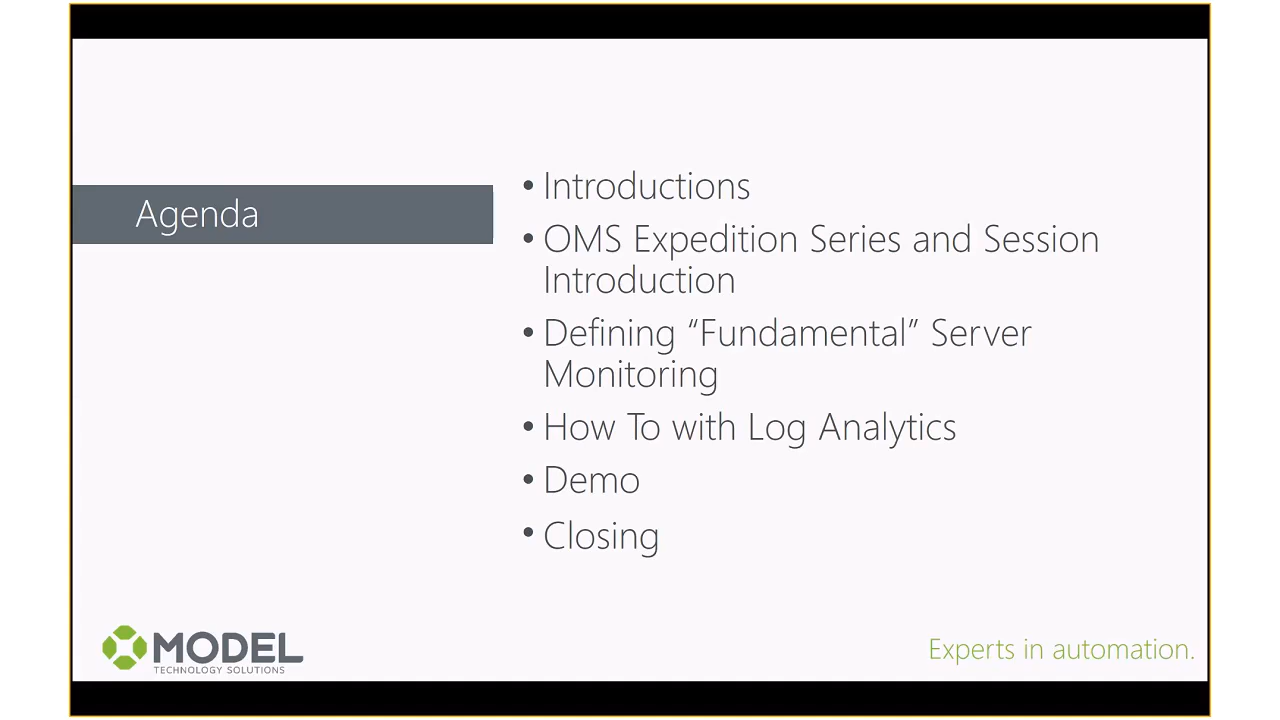 Agenda
• Introductions
• OMS Expedition Series and Session
Introduction
• Defining “Fundamental” Server
Monitoring
• How To with Log Analytics
• Demo
• Closing
MODEL
TECHNOLOGY SOLUTIONS
Experts in automation.